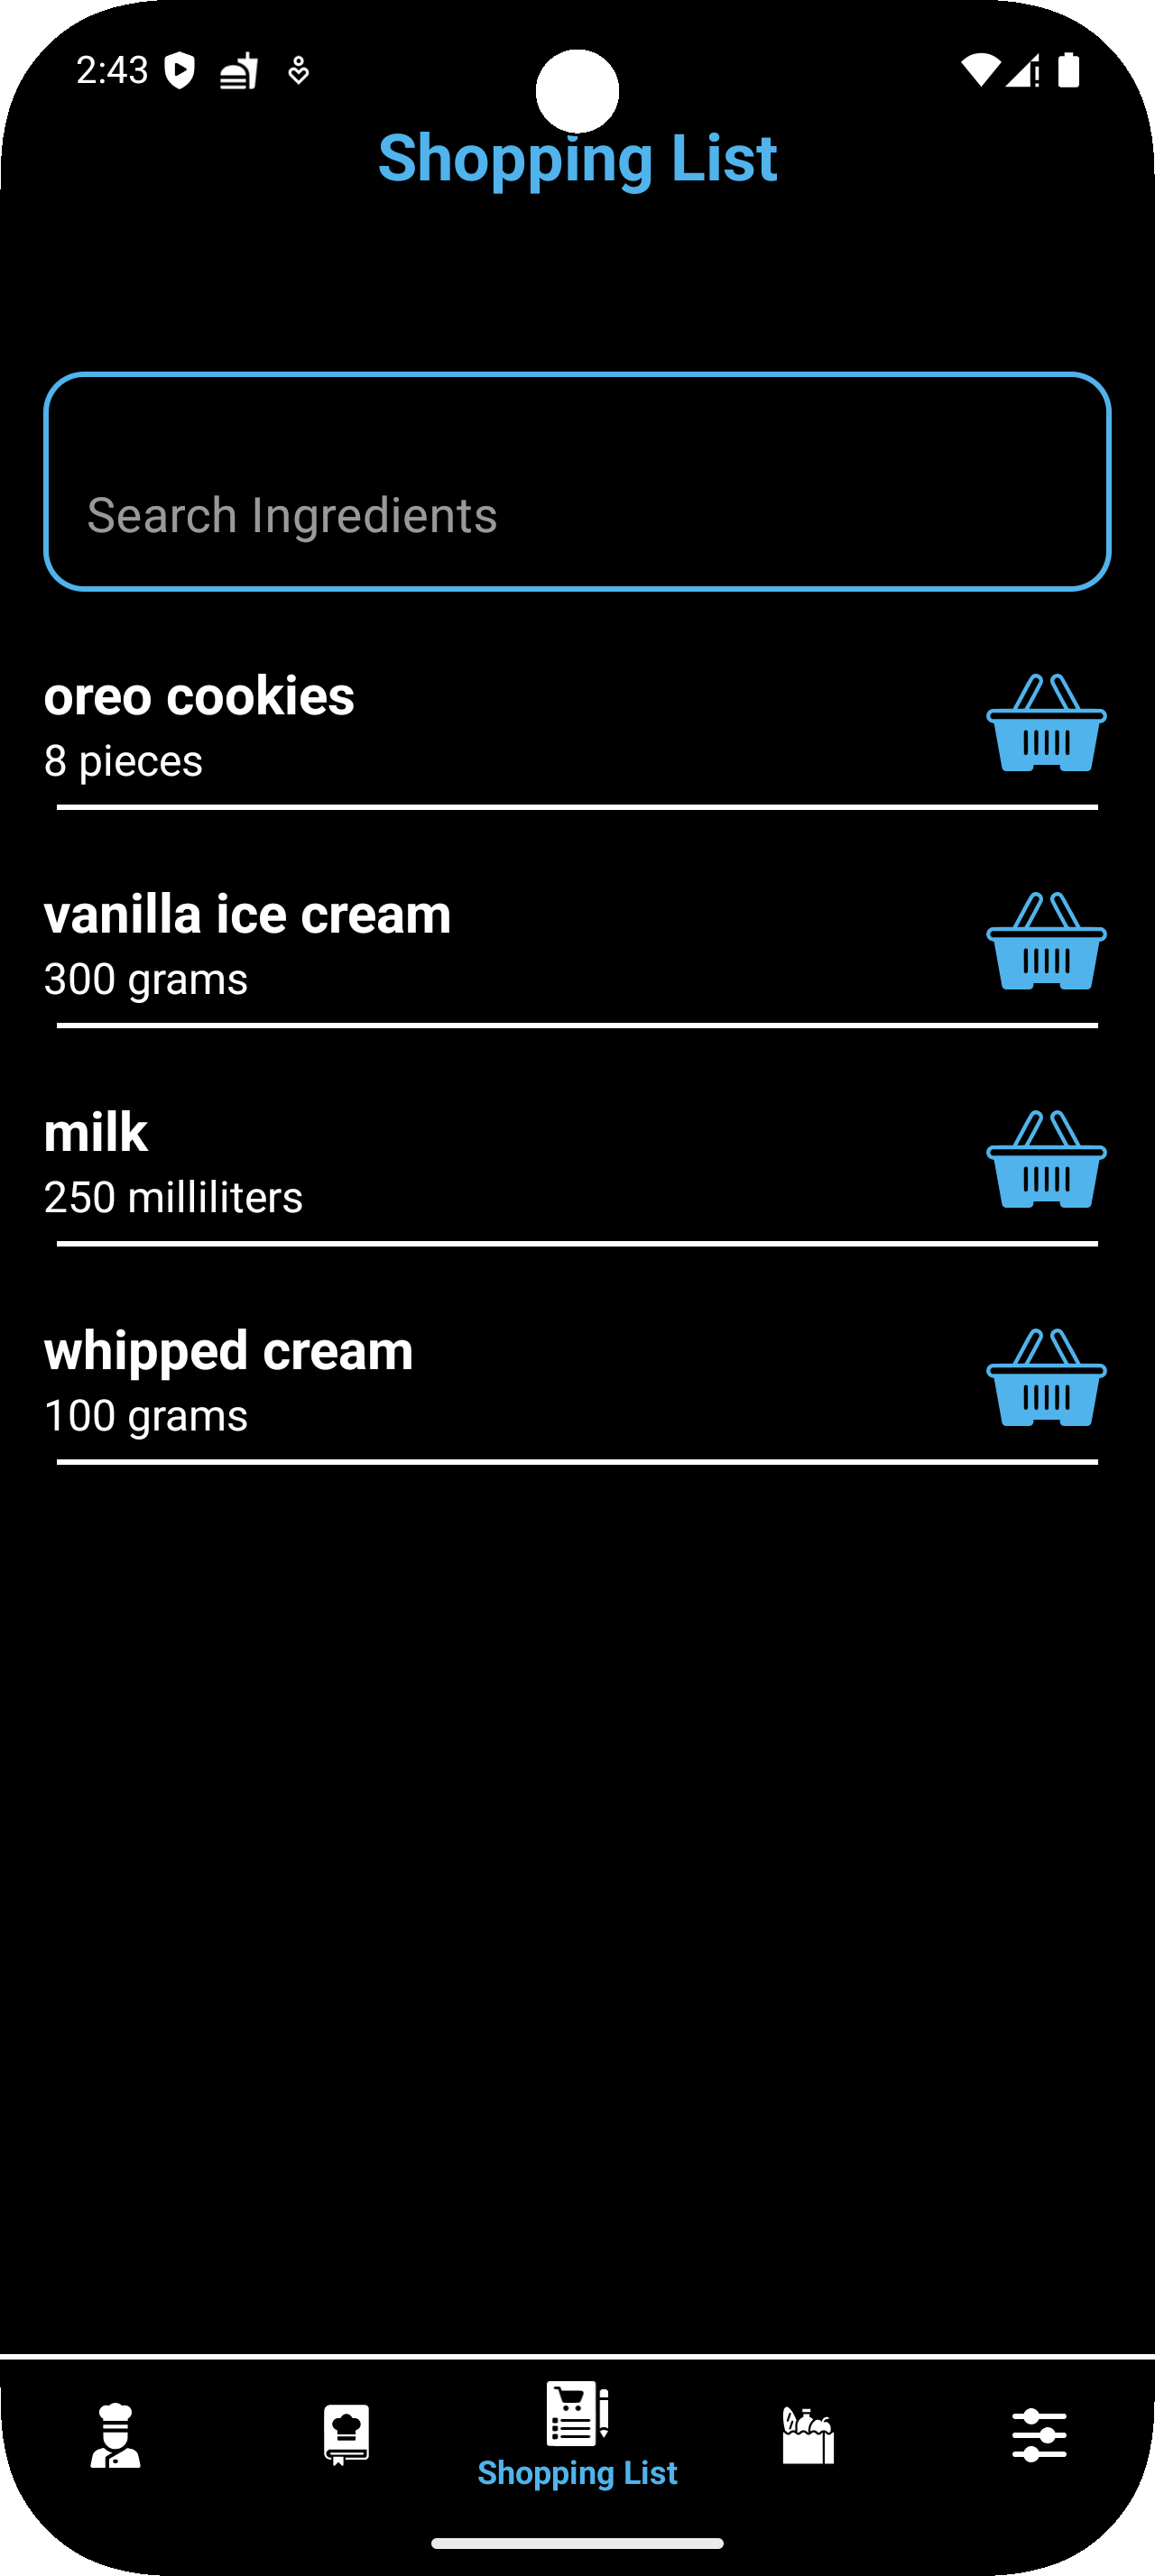 2:43
Shopping List
Search Ingredients
oreo cookies
8 pieces
vanilla ice cream
300 grams
milk
250 milliliters
whipped cream
100 grams
Shopping List